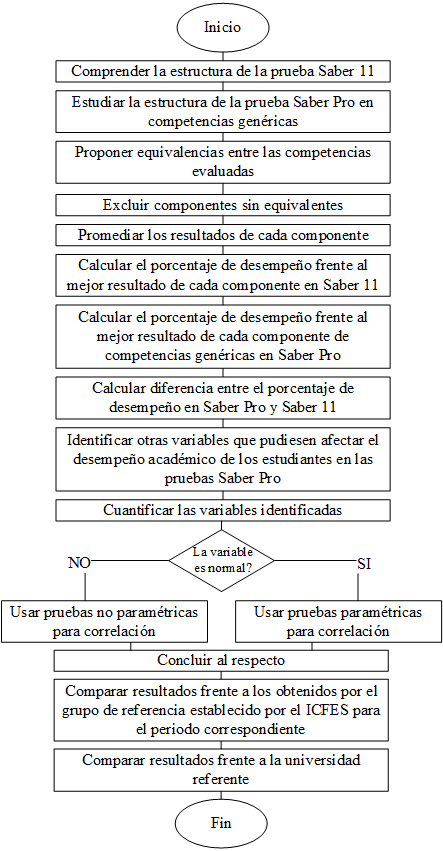 Inicio
Comprender la estructura de la prueba Saber 11
Estudiar la estructura de la prueba Saber Pro en
competencias genéricas
Proponer equivalencias entre las competencias
evaluadas
Excluir componentes sin equivalentes
Promediar los resultados de cada componente
Calcular el porcentaje de desempeño frente al
mejor resultado de cada componente en Saber 11
Calcular el porcentaje de desempeño frente al
mejor resultado de cada componente de
competencias genéricas en Saber Pro
Calcular diferencia entre el porcentaje de
desempeño en Saber Pro y Saber 11
Identificar otras variables que pudiesen afectar el
desempeño académico de los estudiantes en las
pruebas Saber Pro
Cuantificar las variables identificadas
La variable
es normal?
NO
SI
Usar pruebas no paramétricas
para correlación
Usar pruebas paramétricas
para correlación
Concluir al respecto
Comparar resultados frente a los obtenidos por el
grupo de referencia establecido por el ICFES para
el periodo correspondiente
Comparar resultados frente a la universidad
referente
Fin